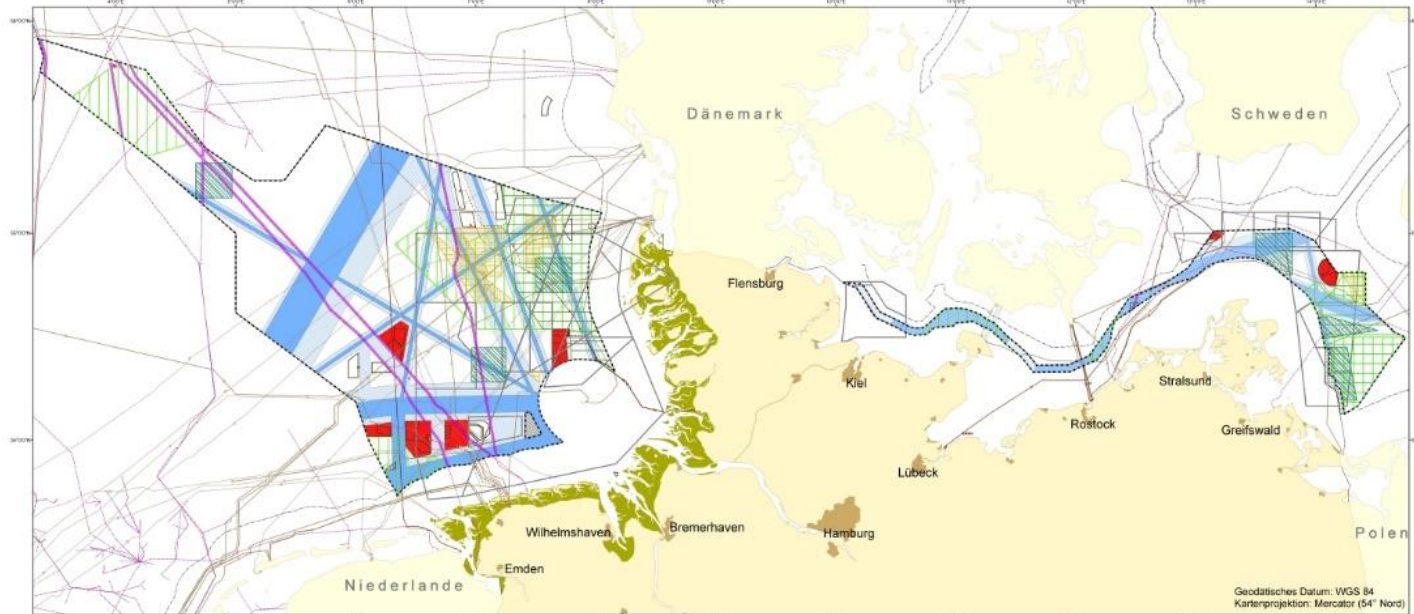 Dänemark
Schweden
Flensburg
Kiel
Stralsund
Rostock
Greifswald
Lübeck
Wilhelmshaven
Bremerhaven
Hamburg
Polen
Emden
Niederlande
Geodätisches Datum: WGS 84
Kartenprojektion: Mercator (54° Nord)